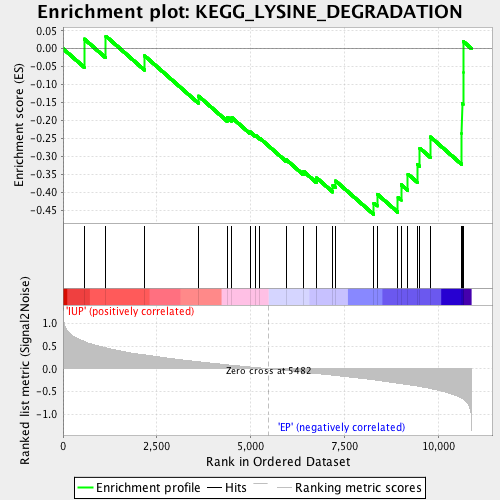 Enrichment plot: KEGG_LYSINE_DEGRADATION
Enrichment score (ES)
0.05
0.00
-0.05
-0.10
-0.15
-0.20
-0.25
-0.30
-0.35
-0.40
-0.45
'IUP' (positively correlated)
Ranked list metric (Signal2Noise)
1.0
0.5
0.0
-0.5
-1.0
Zero cross at 5482
'EP' (negatively correlated)
0 2,500 5,000 7,500 10,000
Rank in Ordered Dataset
Enrichment profile Hits Ranking metric scores